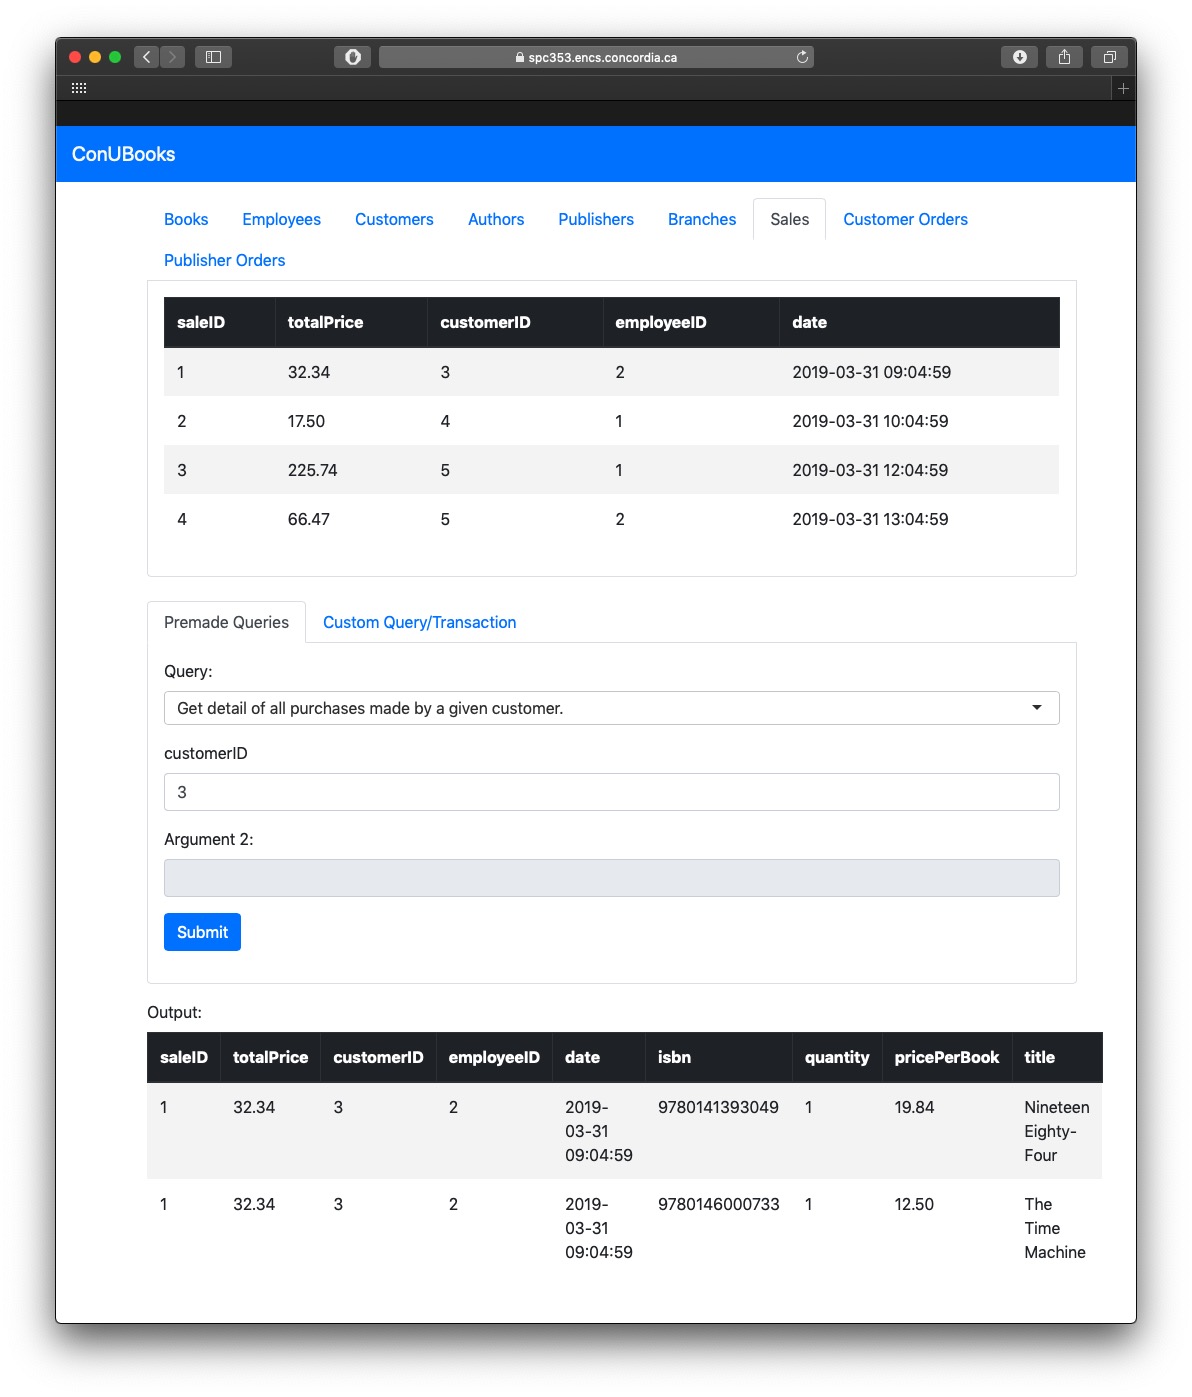 spc353.encs.concordia.ca
ConUBooks
Books Employees Customers Authors Publishers Branches Sales Customer Orders
Publisher Orders
saleID totalPrice customerID employeeID date
1 32.34 3 2 2019-03-31 09:04:59
2 17.50 4 1 2019-03-31 10:04:59
3 225.74 5 1 2019-03-31 12:04:59
4 66.47 5 2 2019-03-31 13:04:59
Premade Queries Custom Query/Transaction
Query:
Get detail of all purchases made by a given customer.
customerID
3
Argument 2:
Submit
Output:
saleID totalPrice customerID employeeID date isbn quantity pricePerBook title
1 32.34 3 2 2019- 9780141393049 1 19.84 Nineteen
03-31 Eighty-
09:04:59 Four
1 32.34 3 2 2019- 9780146000733 1 12.50 The
03-31 Time
09:04:59 Machine